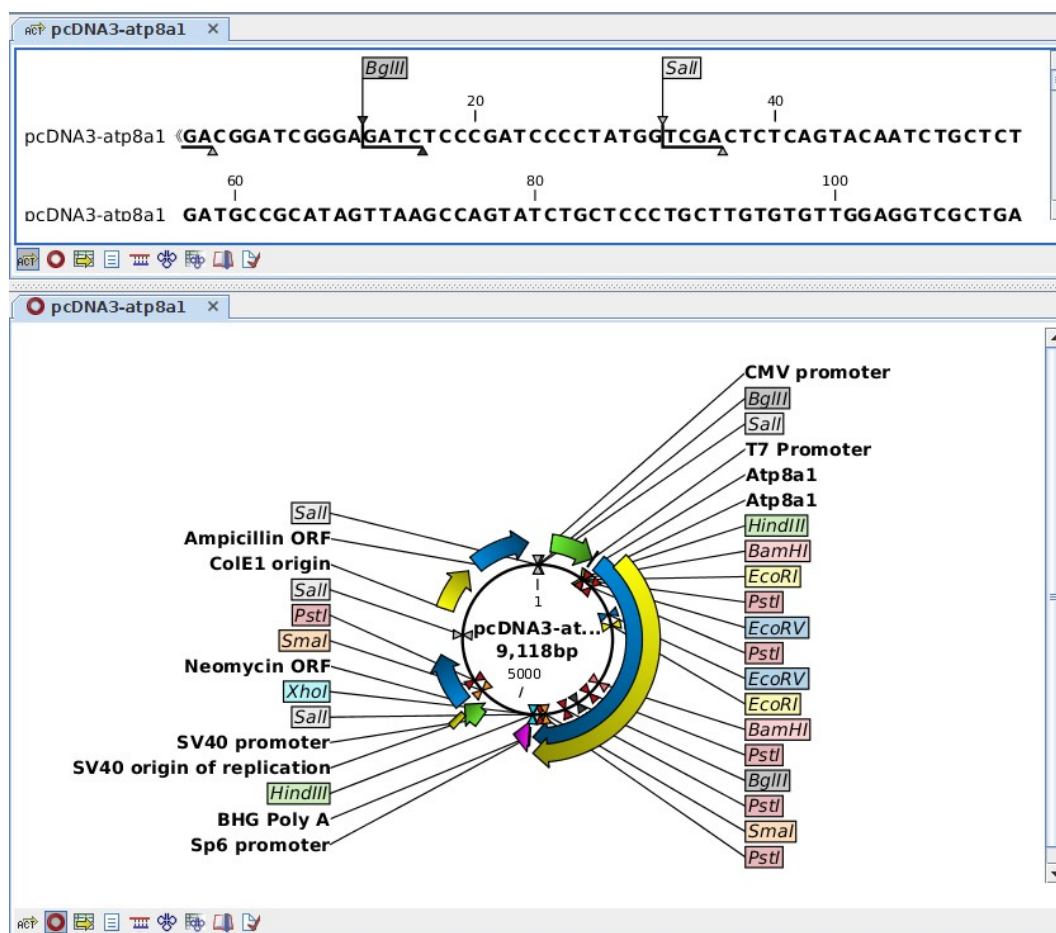 pcDNA3-atp8a1
BglII
SalI
20
40
pcDNA3-atp8a1 GACGGATCGGGAGATCTCCCGATCCCCTATGGTCGACTCTCAGTACAATCTGCTCT
60
80
100
pcDNA3-atp8a1 GATGCCGCATAGTTAAGCCAGTATCTGCTCCCTGCTTGTGTGTTGGAGGTCGCTGA
pcDNA3-atp8a1
CMV promoter
BglII
SalI
T7 Promoter
Atp8a1
Atp8a1
HindIII
BamHI
EcoRI
PstI
EcoRV
PstI
EcoRV
EcoRI
BamHI
PstI
BglII
PstI
SmaI
PstI
SalI
Ampicillin ORF
ColE1 origin
SalI
PstI
SmaI
Neomycin ORF
XhoI
SalI
SV40 promoter
SV40 origin of replication
HindIII
BHG Poly A
Sp6 promoter
1
pcDNA3-at...
9,118bp
5000